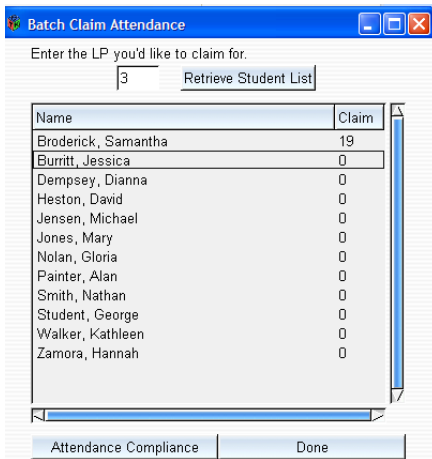 Batch Claim Attendance
Enter the LP you'd like to claim for.
3 Retrieve Student List
Name Claim
Broderick, Samantha 19
Burritt, Jessica 0
Dempsey, Dianna 0
Heston, David 0
Jensen, Michael 0
Jones, Mary 0
Nolan, Gloria 0
Painter, Alan 0
Smith, Nathan 0
Student, George 0
Walker, Kathleen 0
Zamora, Hannah 0
Attendance Compliance Done